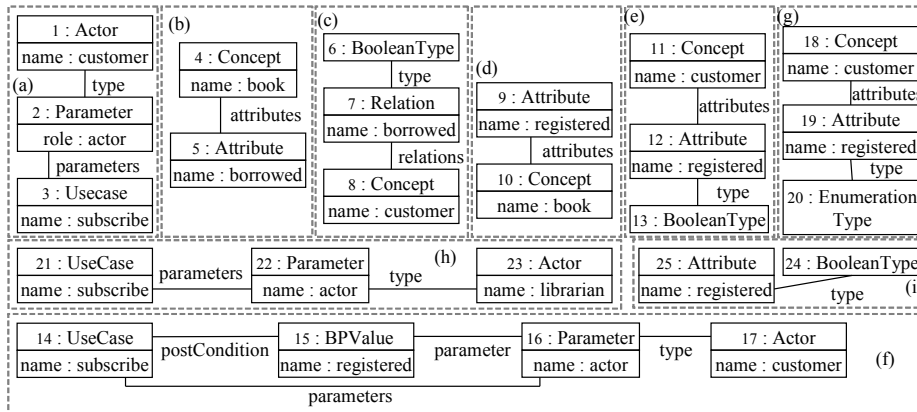 (a)
1 : Actor
name : customer
type
2 : Parameter
role : actor
parameters
3 : Usecase
name : subscribe
(b)
4 : Concept
name : book
attributes
5 : Attribute
name : borrowed
(c)
6 : BooleanType
type
7 : Relation
name : borrowed
relations
8 : Concept
name : customer
(d)
9 : Attribute
name : registered
attributes
10 : Concept
name : book
(e)
11 : Concept
name : customer
attributes
12 : Attribute
name : registered
type
13 : BooleanType
(g)
18 : Concept
name : customer
attributes
19 : Attribute
name : registered
type
20 : Enumeration
Type
(h)
21 : UseCase
name : subscribe
parameters
22 : Parameter
name : actor
type
23 : Actor
name : librarian
25 : Attribute
name : registered
24 : BooleanType
type
(i)
14 : UseCase
name : subscribe
postCondition
15 : BPValue
name : registered
parameter
16 : Parameter
name : actor
type
17 : Actor
name : customer
(f)
parameters